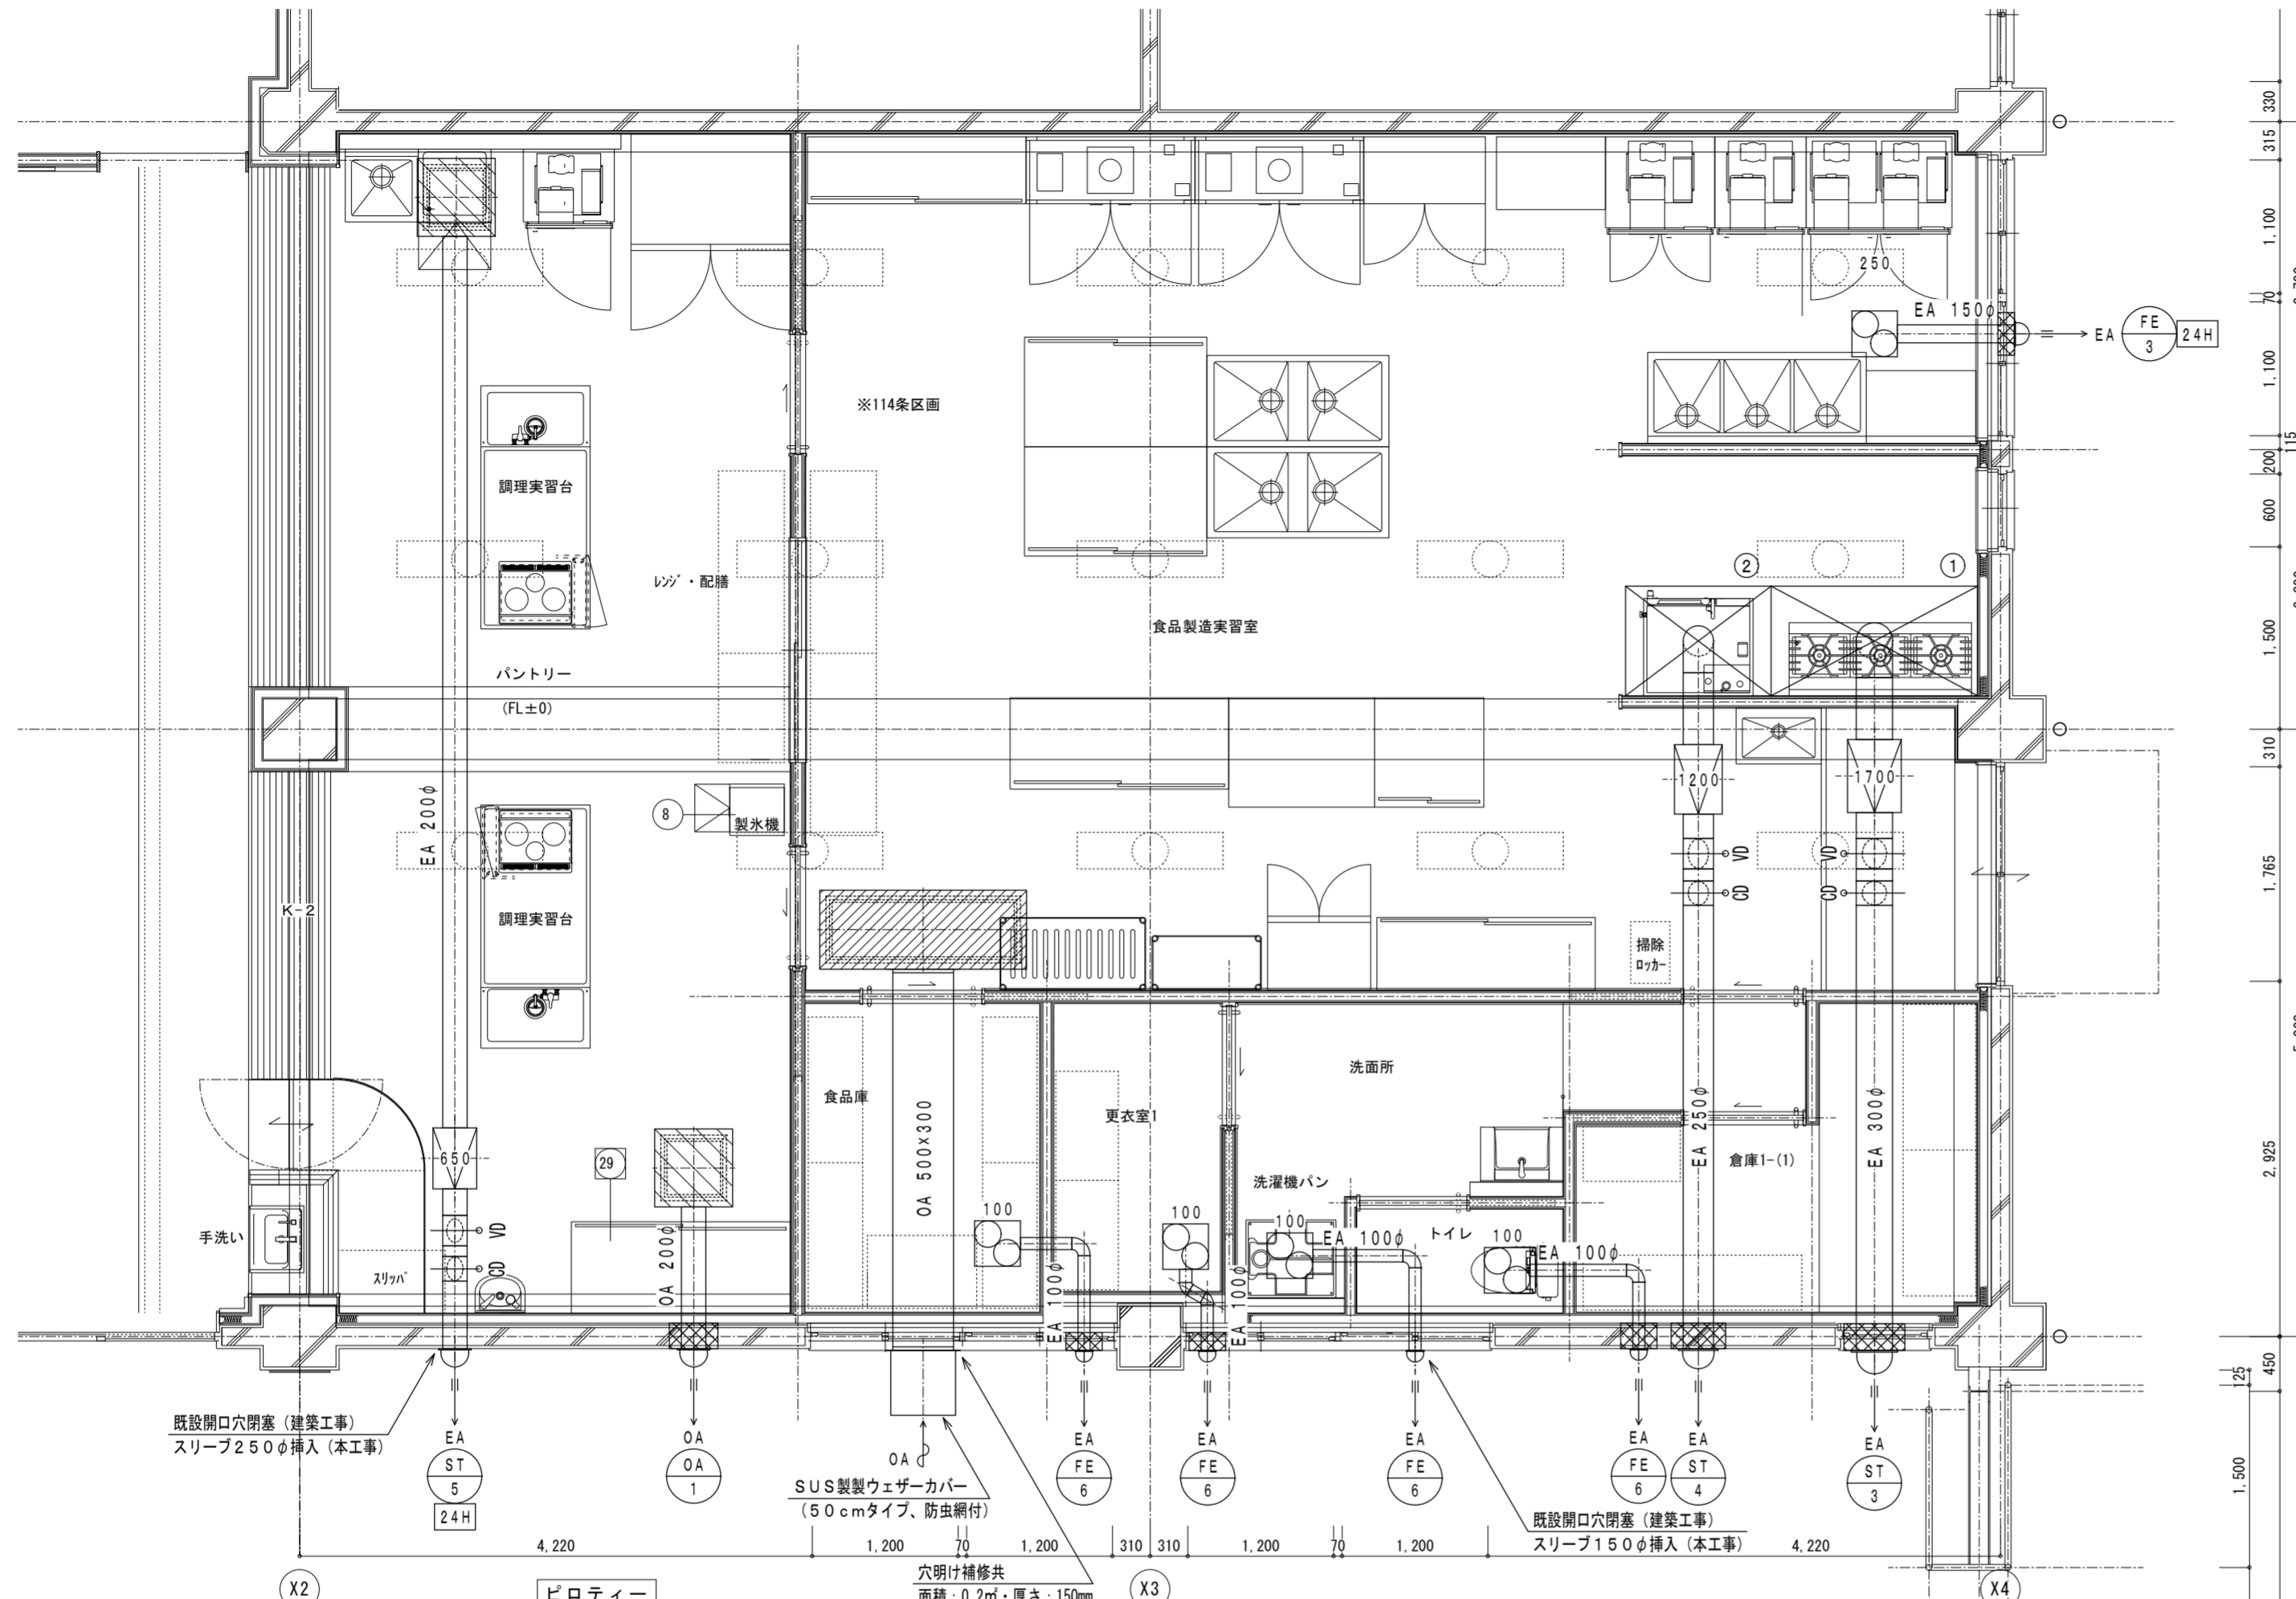 330
315
1,100
250
70
EA 150φ
EA
FE
3
24H
1,100
※114条区画
115
200
調理実習台
600
②
①
レンジ・配膳
食品製造実習室
1,500
パントリー
(FL±0)
310
1200
1700
EA 200φ
⑧
製氷機
VD
VD
CD
CD
1,765
K-2
調理実習台
掃除
ロッカー
洗面所
食品庫
更衣室1
OA 500x300
EA 250φ
EA 300φ
650
29
倉庫1-(1)
2,925
洗濯機パン
手洗い
VD
CD
スリッパ
OA 200φ
100
100
100
100
トイレ
EA 100φ
EA 100φ
EA 100φ
EA 100φ
450
125
既設開口穴閉塞（建築工事）
スリーブ250φ挿入（本工事）
EA
ST
5
24H
OA
OA
1
OA
SUS製製ウェザーカバー
（50cmタイプ、防虫網付）
EA
FE
6
EA
FE
6
EA
FE
6
EA
FE
6
EA
ST
4
EA
ST
3
既設開口穴閉塞（建築工事）
スリーブ150φ挿入（本工事）
1,500
4,220
1,200
70
1,200
310
310
1,200
70
1,200
4,220
穴明け補修共
面積：0.2㎡・厚さ：150mm
X2
ピロティー
X3
X4